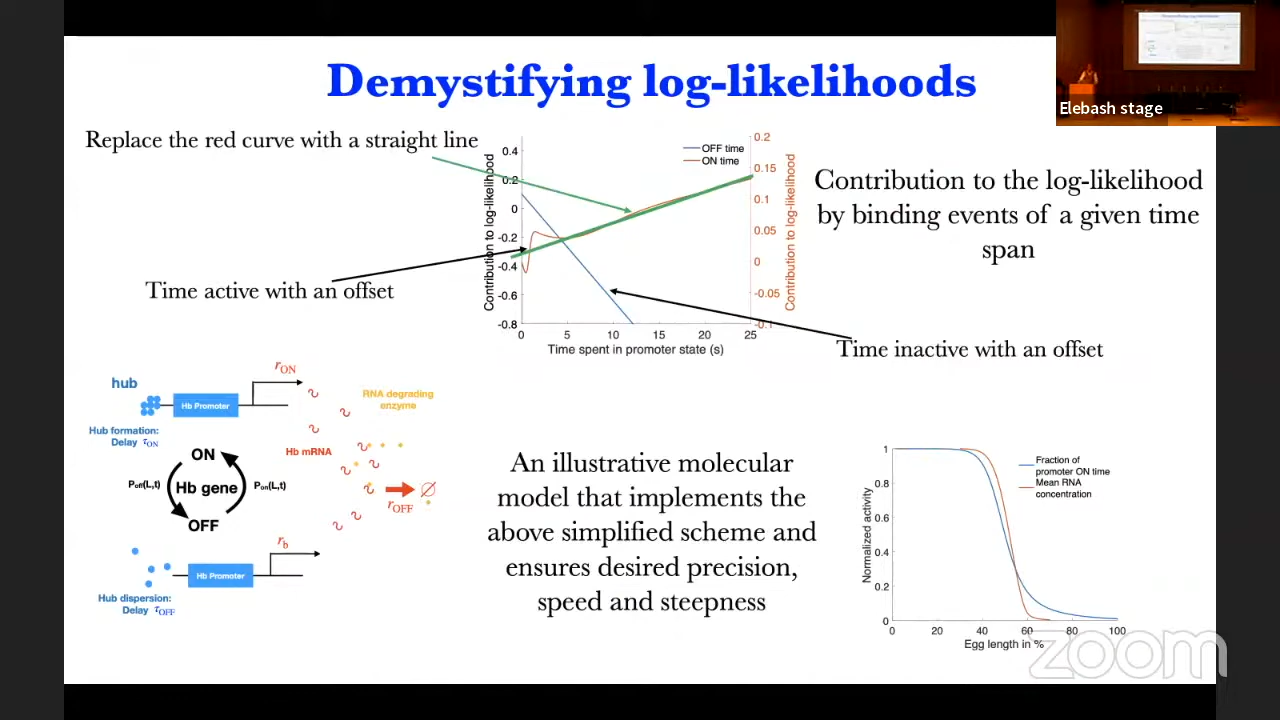 Demystifying log-likelihoods
Elebash stage
Replace the red curve with a straight line
Time active with an offset
Contribution to log-likelihood
0.4
0.2
0
-0.2
-0.4
-0.6
-0.8
OFF time
ON time
0.2
0.15
0.1
0.05
0
-0.05
-0.1
Contribution to log-likelihood
0 5 10 15 20 25
Time spent in promoter state (s)
Contribution to the log-likelihood
by binding events of a given time
span
Time inactive with an offset
hub
Hb Promoter
rON
Hub formation:
Delay τON
RNA degrading
enzyme
Hb mRNA
ON
Poff(L,t)
Hb gene
Pon(L,t)
OFF
rOFF
∅
rb
Hb Promoter
Hub dispersion:
Delay τOFF
An illustrative molecular
model that implements the
above simplified scheme and
ensures desired precision,
speed and steepness
Normalized activity
1
0.8
0.6
0.4
0.2
0
Fraction of
promoter ON time
Mean RNA
concentration
0 20 40 60 80 100
Egg length in %
zoom